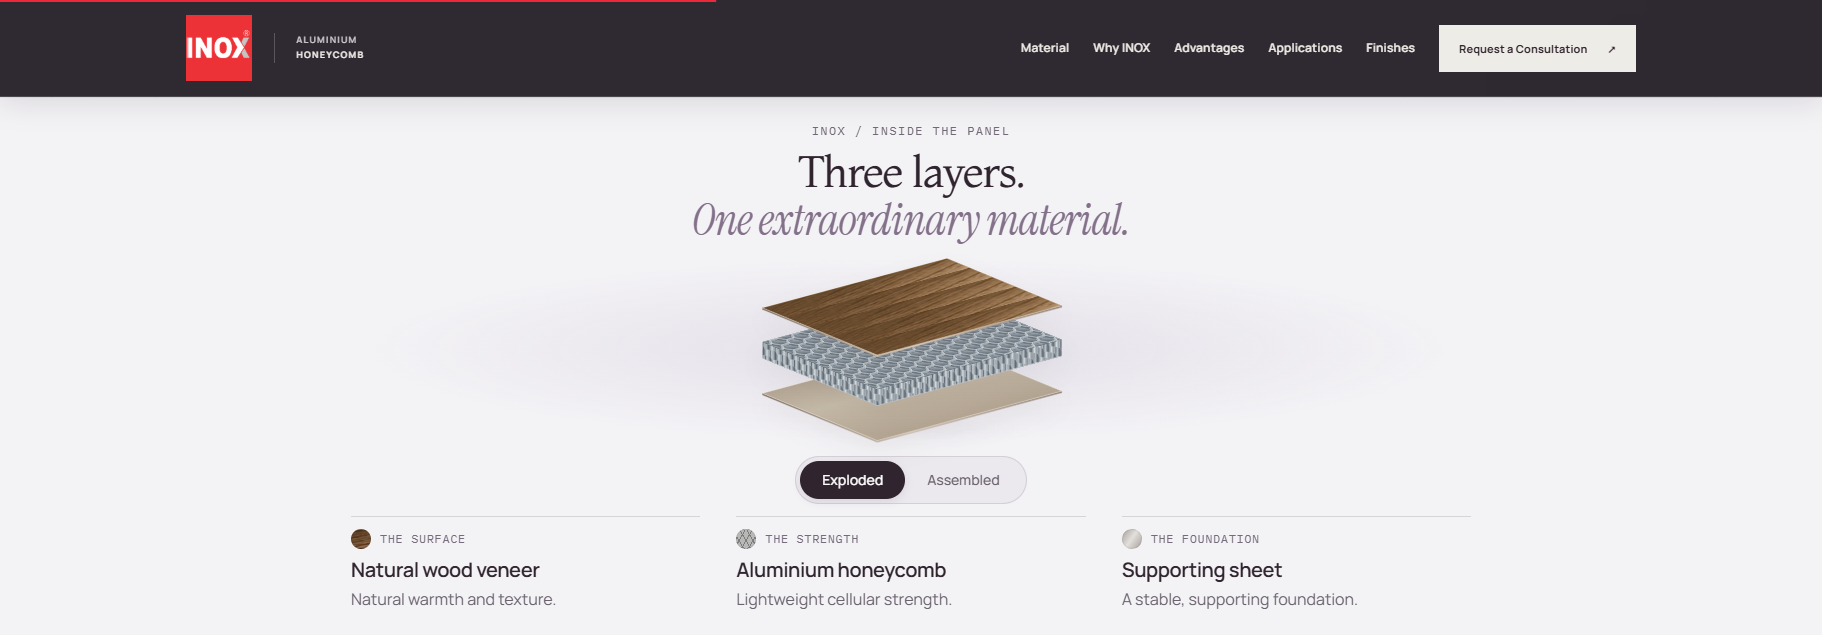 INOX®
ALUMINIUM
HONEYCOMB
Material
Why INOX
Advantages
Applications
Finishes
Request a Consultation ↗
INOX / INSIDE THE PANEL
Three layers.
One extraordinary material.
Exploded
Assembled
THE SURFACE
Natural wood veneer
Natural warmth and texture.
THE STRENGTH
Aluminium honeycomb
Lightweight cellular strength.
THE FOUNDATION
Supporting sheet
A stable, supporting foundation.